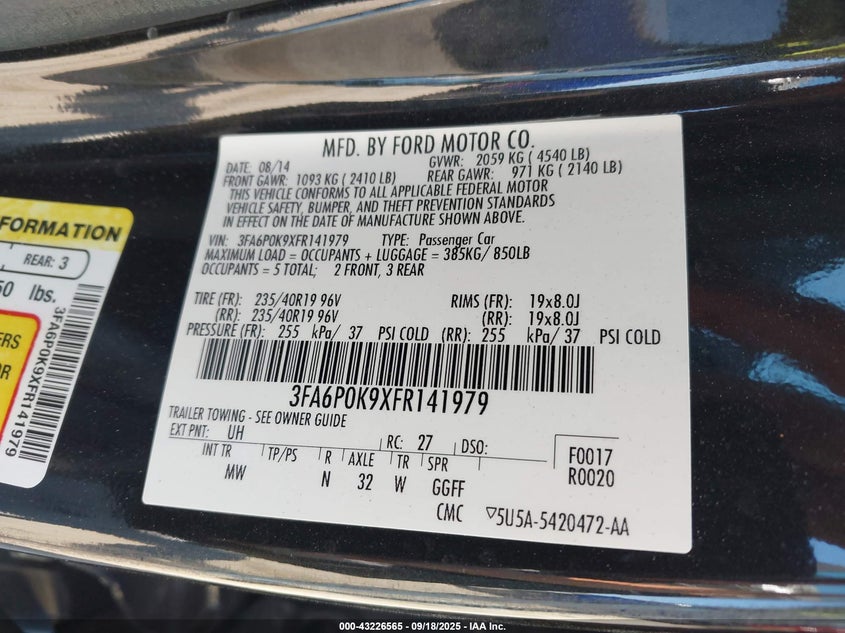 MFD. BY FORD MOTOR CO.
DATE: 08/14 GVWR: 2059 KG ( 4540 LB)
FRONT GAWR: 1093 KG ( 2410 LB) REAR GAWR: 971 KG ( 2140 LB)
THIS VEHICLE CONFORMS TO ALL APPLICABLE FEDERAL MOTOR
VEHICLE SAFETY, BUMPER, AND THEFT PREVENTION STANDARDS
IN EFFECT ON THE DATE OF MANUFACTURE SHOWN ABOVE.
VIN: 3FA6P0K9XFR141979 TYPE: Passenger Car
MAXIMUM LOAD = OCCUPANTS + LUGGAGE = 385KG/ 850LB
OCCUPANTS = 5 TOTAL; 2 FRONT, 3 REAR
TIRE (FR): 235/40R19 96V RIMS (FR): 19x8.0J
(RR): 235/40R19 96V (RR): 19x8.0J
PRESSURE (FR): 255 kPa/ 37 PSI COLD (RR): 255 kPa/ 37 PSI COLD
3FA6P0K9XFR141979
TRAILER TOWING - SEE OWNER GUIDE
EXT PNT: UH RC: 27 DSO:
INT TR TP/PS R AXLE TR SPR
MW N 32 W GGFF
F0017
R0020
CMC ▽5U5A-5420472-AA
FORMATION
REAR: 3
lbs.
3FA6P0K9XFR141979
000-43226565 - 09/18/2025 - IAA Inc.